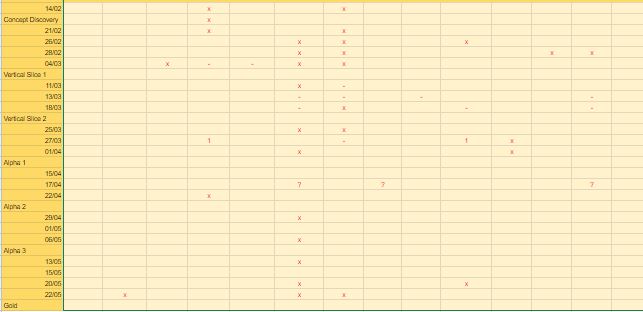 14/02 x x
Concept Discovery x
21/02 x x
26/02 x x x
28/02 x x x x
04/03 x - - x x
Vertical Slice 1
11/03 x -
13/03 - - - -
18/03 - x - -
Vertical Slice 2
25/03 x x
27/03 1 - 1 x
01/04 x x
Alpha 1
15/04
17/04 ? ? ?
22/04 x
Alpha 2
29/04 x
01/05
06/05 x
Alpha 3
13/05 x
15/05
20/05 x x
22/05 x x x
Gold